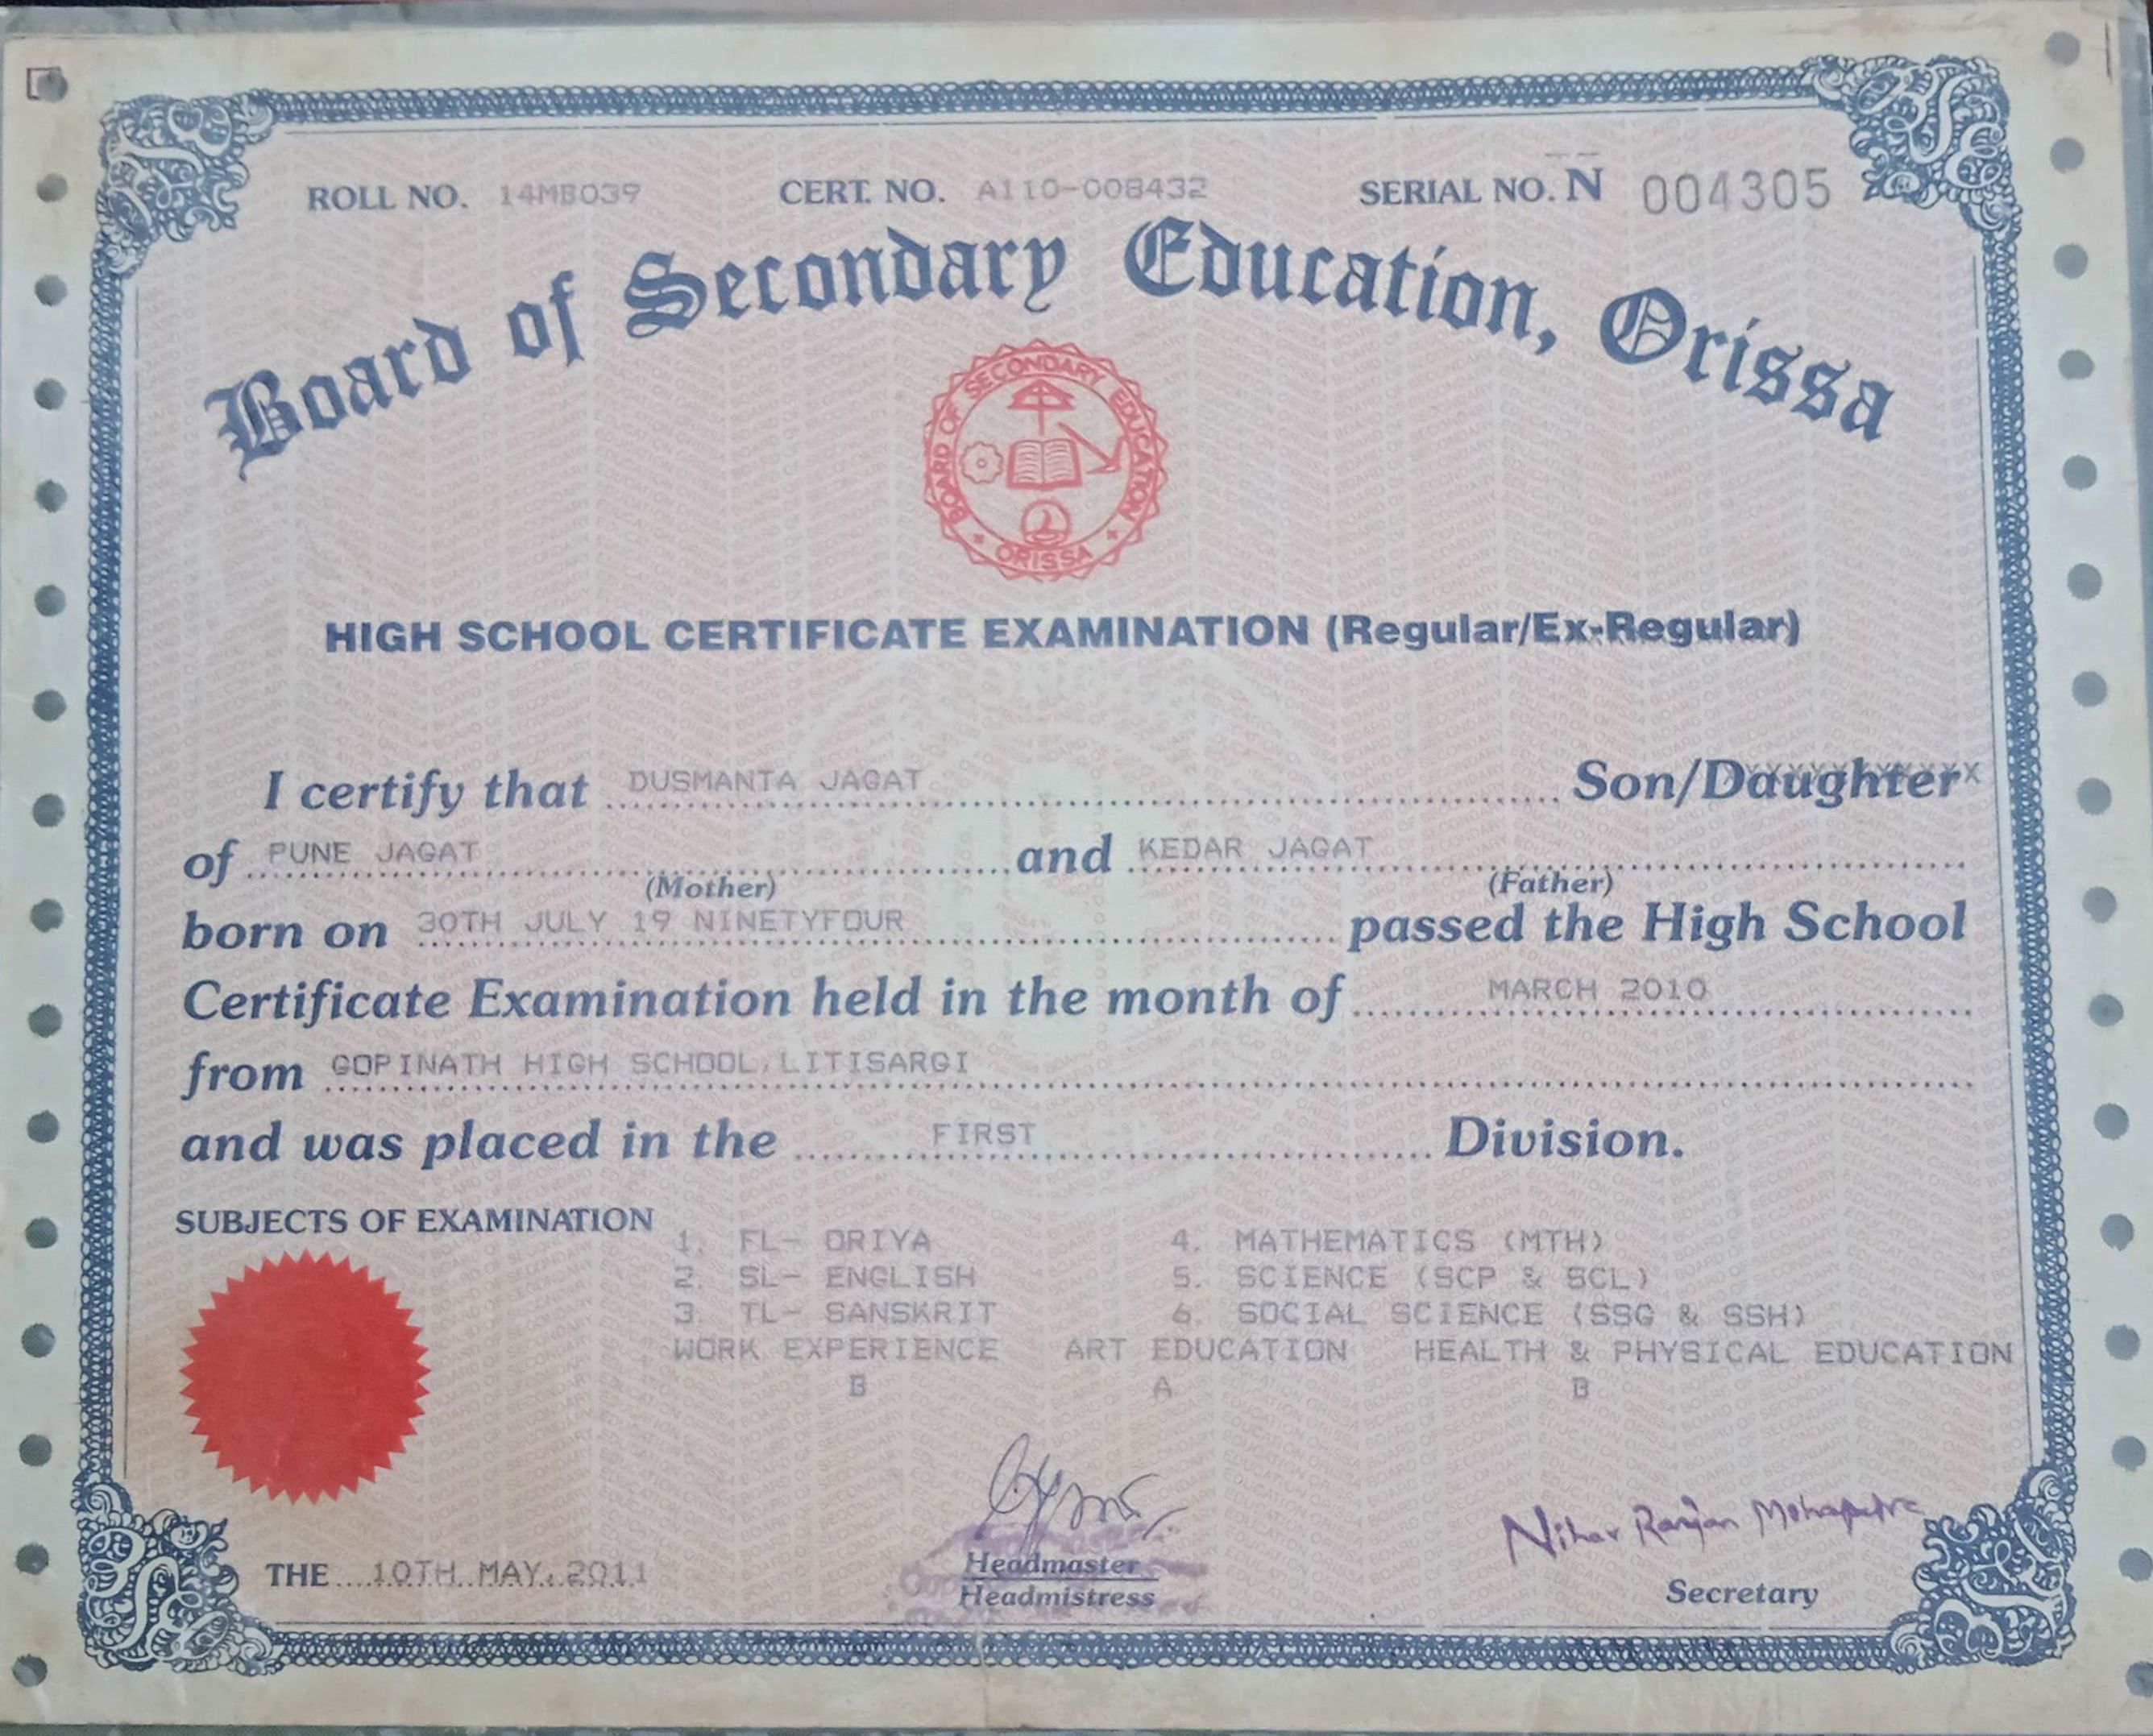 ROLL NO. 14MB039 CERT. NO. A110-008432 SERIAL NO. N 004305
Board of Secondary Education, Orissa
BOARD OF SECONDARY EDUCATION
ORISSA
HIGH SCHOOL CERTIFICATE EXAMINATION (Regular/Ex-Regular)
I certify that DUSMANTA JAGAT Son/Daughter
of PUNE JAGAT and KEDAR JAGAT
(Mother) (Father)
born on 30TH JULY 19 NINETYFOUR passed the High School
Certificate Examination held in the month of MARCH 2010
from GOPINATH HIGH SCHOOL, LITISARGI
and was placed in the FIRST Division.
SUBJECTS OF EXAMINATION
1. FL- ORIYA 4. MATHEMATICS (MTH)
2. SL- ENGLISH 5. SCIENCE (SCP & SCL)
3. TL- SANSKRIT 6. SOCIAL SCIENCE (SSG & SSH)
WORK EXPERIENCE ART EDUCATION HEALTH & PHYSICAL EDUCATION
B A B
Nihar Ranjan Mohapatra
THE 10TH MAY, 2011 Headmaster
Headmistress Secretary